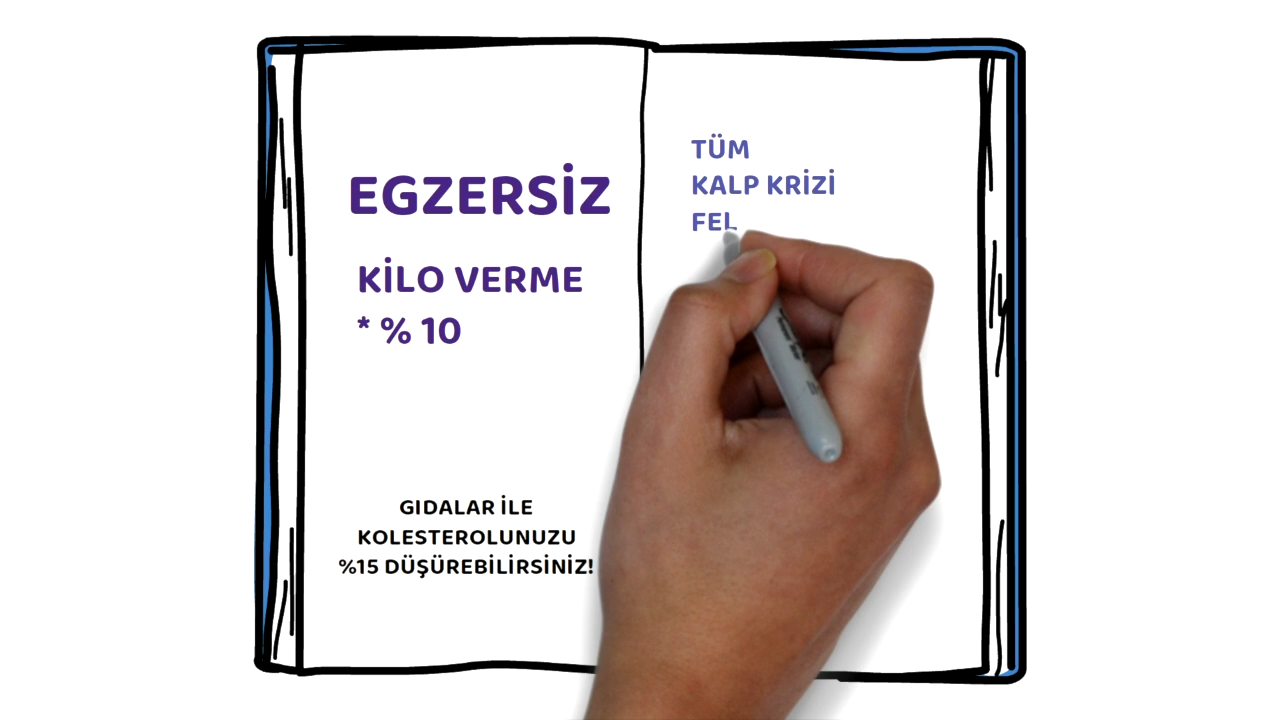 EGZERSİZ
KİLO VERME
* % 10
GIDALAR İLE
KOLESTEROLUNUZU
%15 DÜŞÜREBİLİRSİNİZ!
TÜM
KALP KRİZİ
FEL